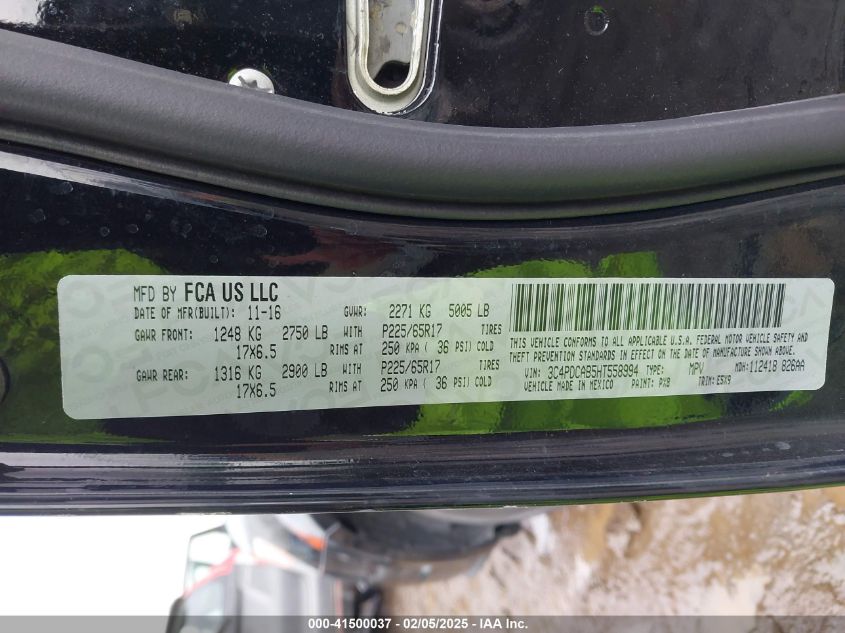 MFD BY FCA US LLC
DATE OF MFR(BUILT): 11-16 GVWR: 2271 KG 5005 LB
GAWR FRONT: 1248 KG 2750 LB WITH P225/65R17 TIRES
17X6.5 RIMS AT 250 KPA ( 36 PSI) COLD
GAWR REAR: 1316 KG 2900 LB WITH P225/65R17 TIRES
17X6.5 RIMS AT 250 KPA ( 36 PSI) COLD
THIS VEHICLE CONFORMS TO ALL APPLICABLE U.S.A. FEDERAL MOTOR VEHICLE SAFETY AND
THEFT PREVENTION STANDARDS IN EFFECT ON THE DATE OF MANUFACTURE SHOWN ABOVE.
VIN: 3C4PDCAB5HT558994 TYPE: MPV MDH: 112418 826AA
VEHICLE MADE IN MEXICO PAINT: PX8 TRIM: E5X9
000-41500037 - 02/05/2025 - IAA Inc.